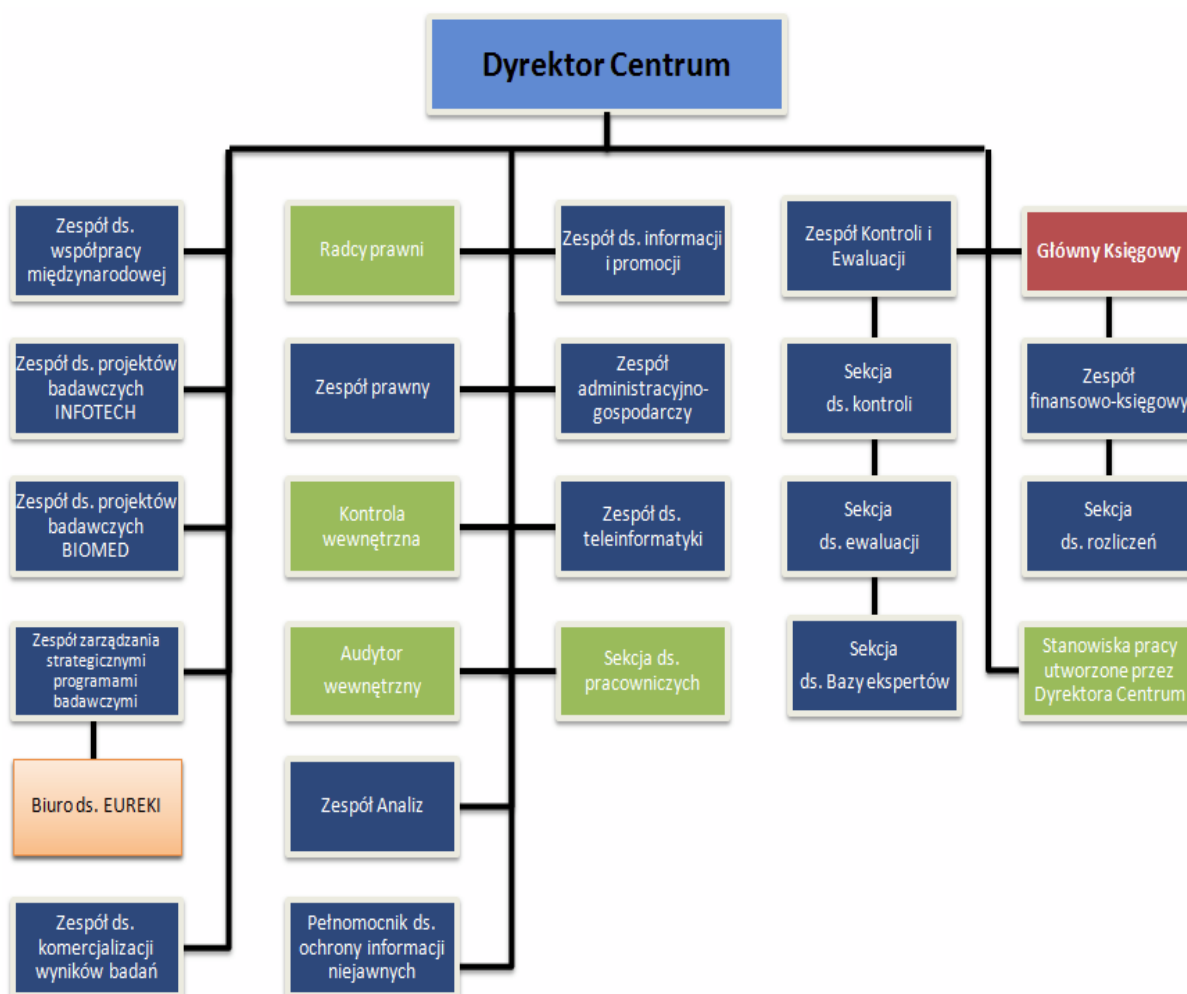 Dyrektor Centrum
Zespół ds.
współpracy
międzynarodowej
Radcy prawni
Zespół ds. informacji
i promocji
Zespół Kontroli i
Ewaluacji
Główny Księgowy
Zespół ds. projektów
badawczych
INFOTECH
Zespół prawny
Zespół
administracyjno-
gospodarczy
Sekcja
ds. kontroli
Zespół
finansowo-księgowy
Zespół ds. projektów
badawczych
BIOMED
Kontrola
wewnętrzna
Zespół ds.
teleinformatyki
Sekcja
ds. ewaluacji
Sekcja
ds. rozliczeń
Zespół zarządzania
strategicznymi
programami
badawczymi
Audytor
wewnętrzny
Sekcja ds.
pracowniczych
Sekcja
ds. Bazy ekspertów
Stanowiska pracy
utworzone przez
Dyrektora Centrum
Biuro ds. EUREKI
Zespół Analiz
Zespół ds.
komercjalizacji
wyników badań
Pełnomocnik ds.
ochrony informacji
niejawnych